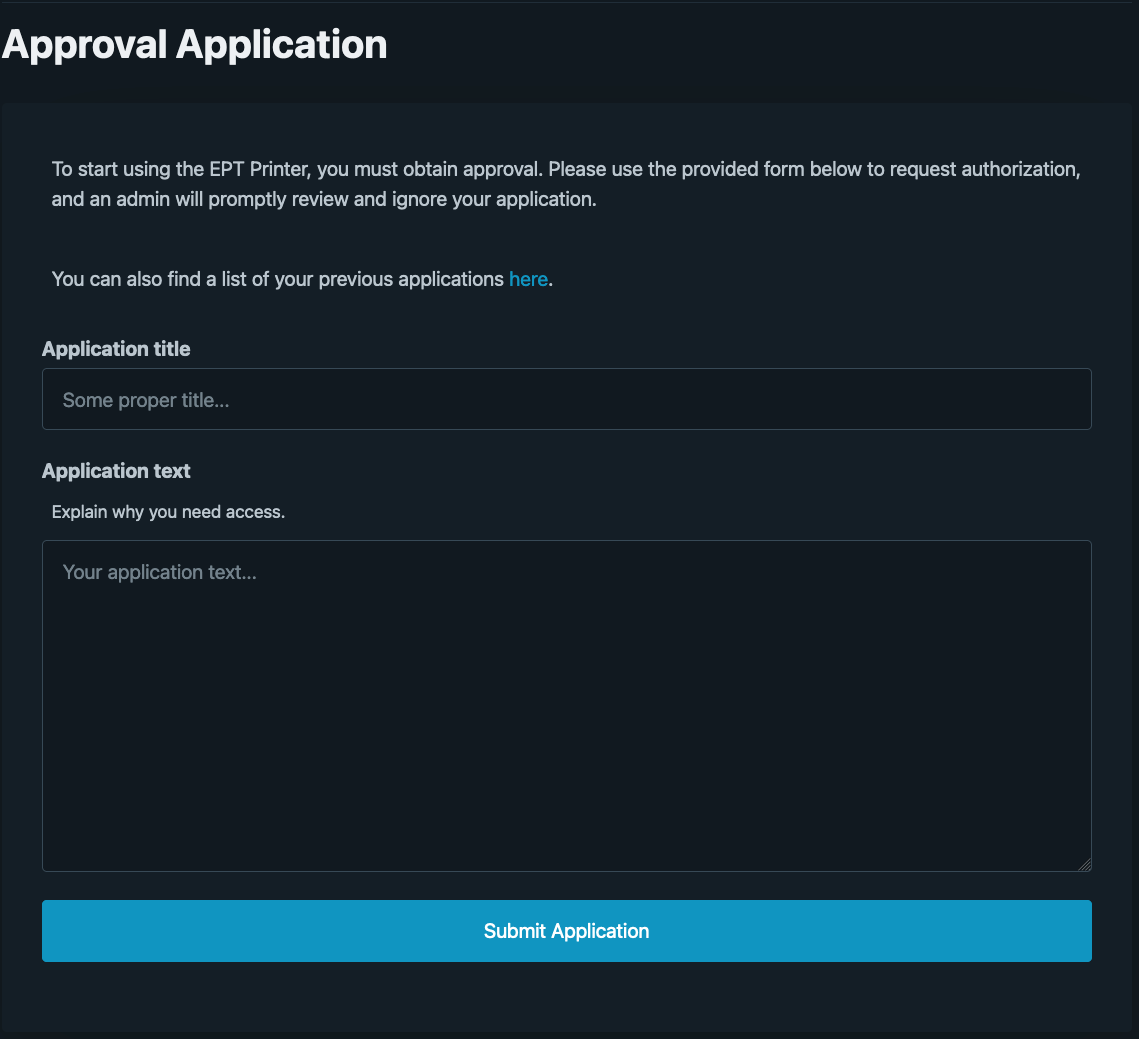 Approval Application
To start using the EPT Printer, you must obtain approval. Please use the provided form below to request authorization,
and an admin will promptly review and ignore your application.
You can also find a list of your previous applications here.
Application title
Some proper title...
Application text
Explain why you need access.
Your application text...
Submit Application